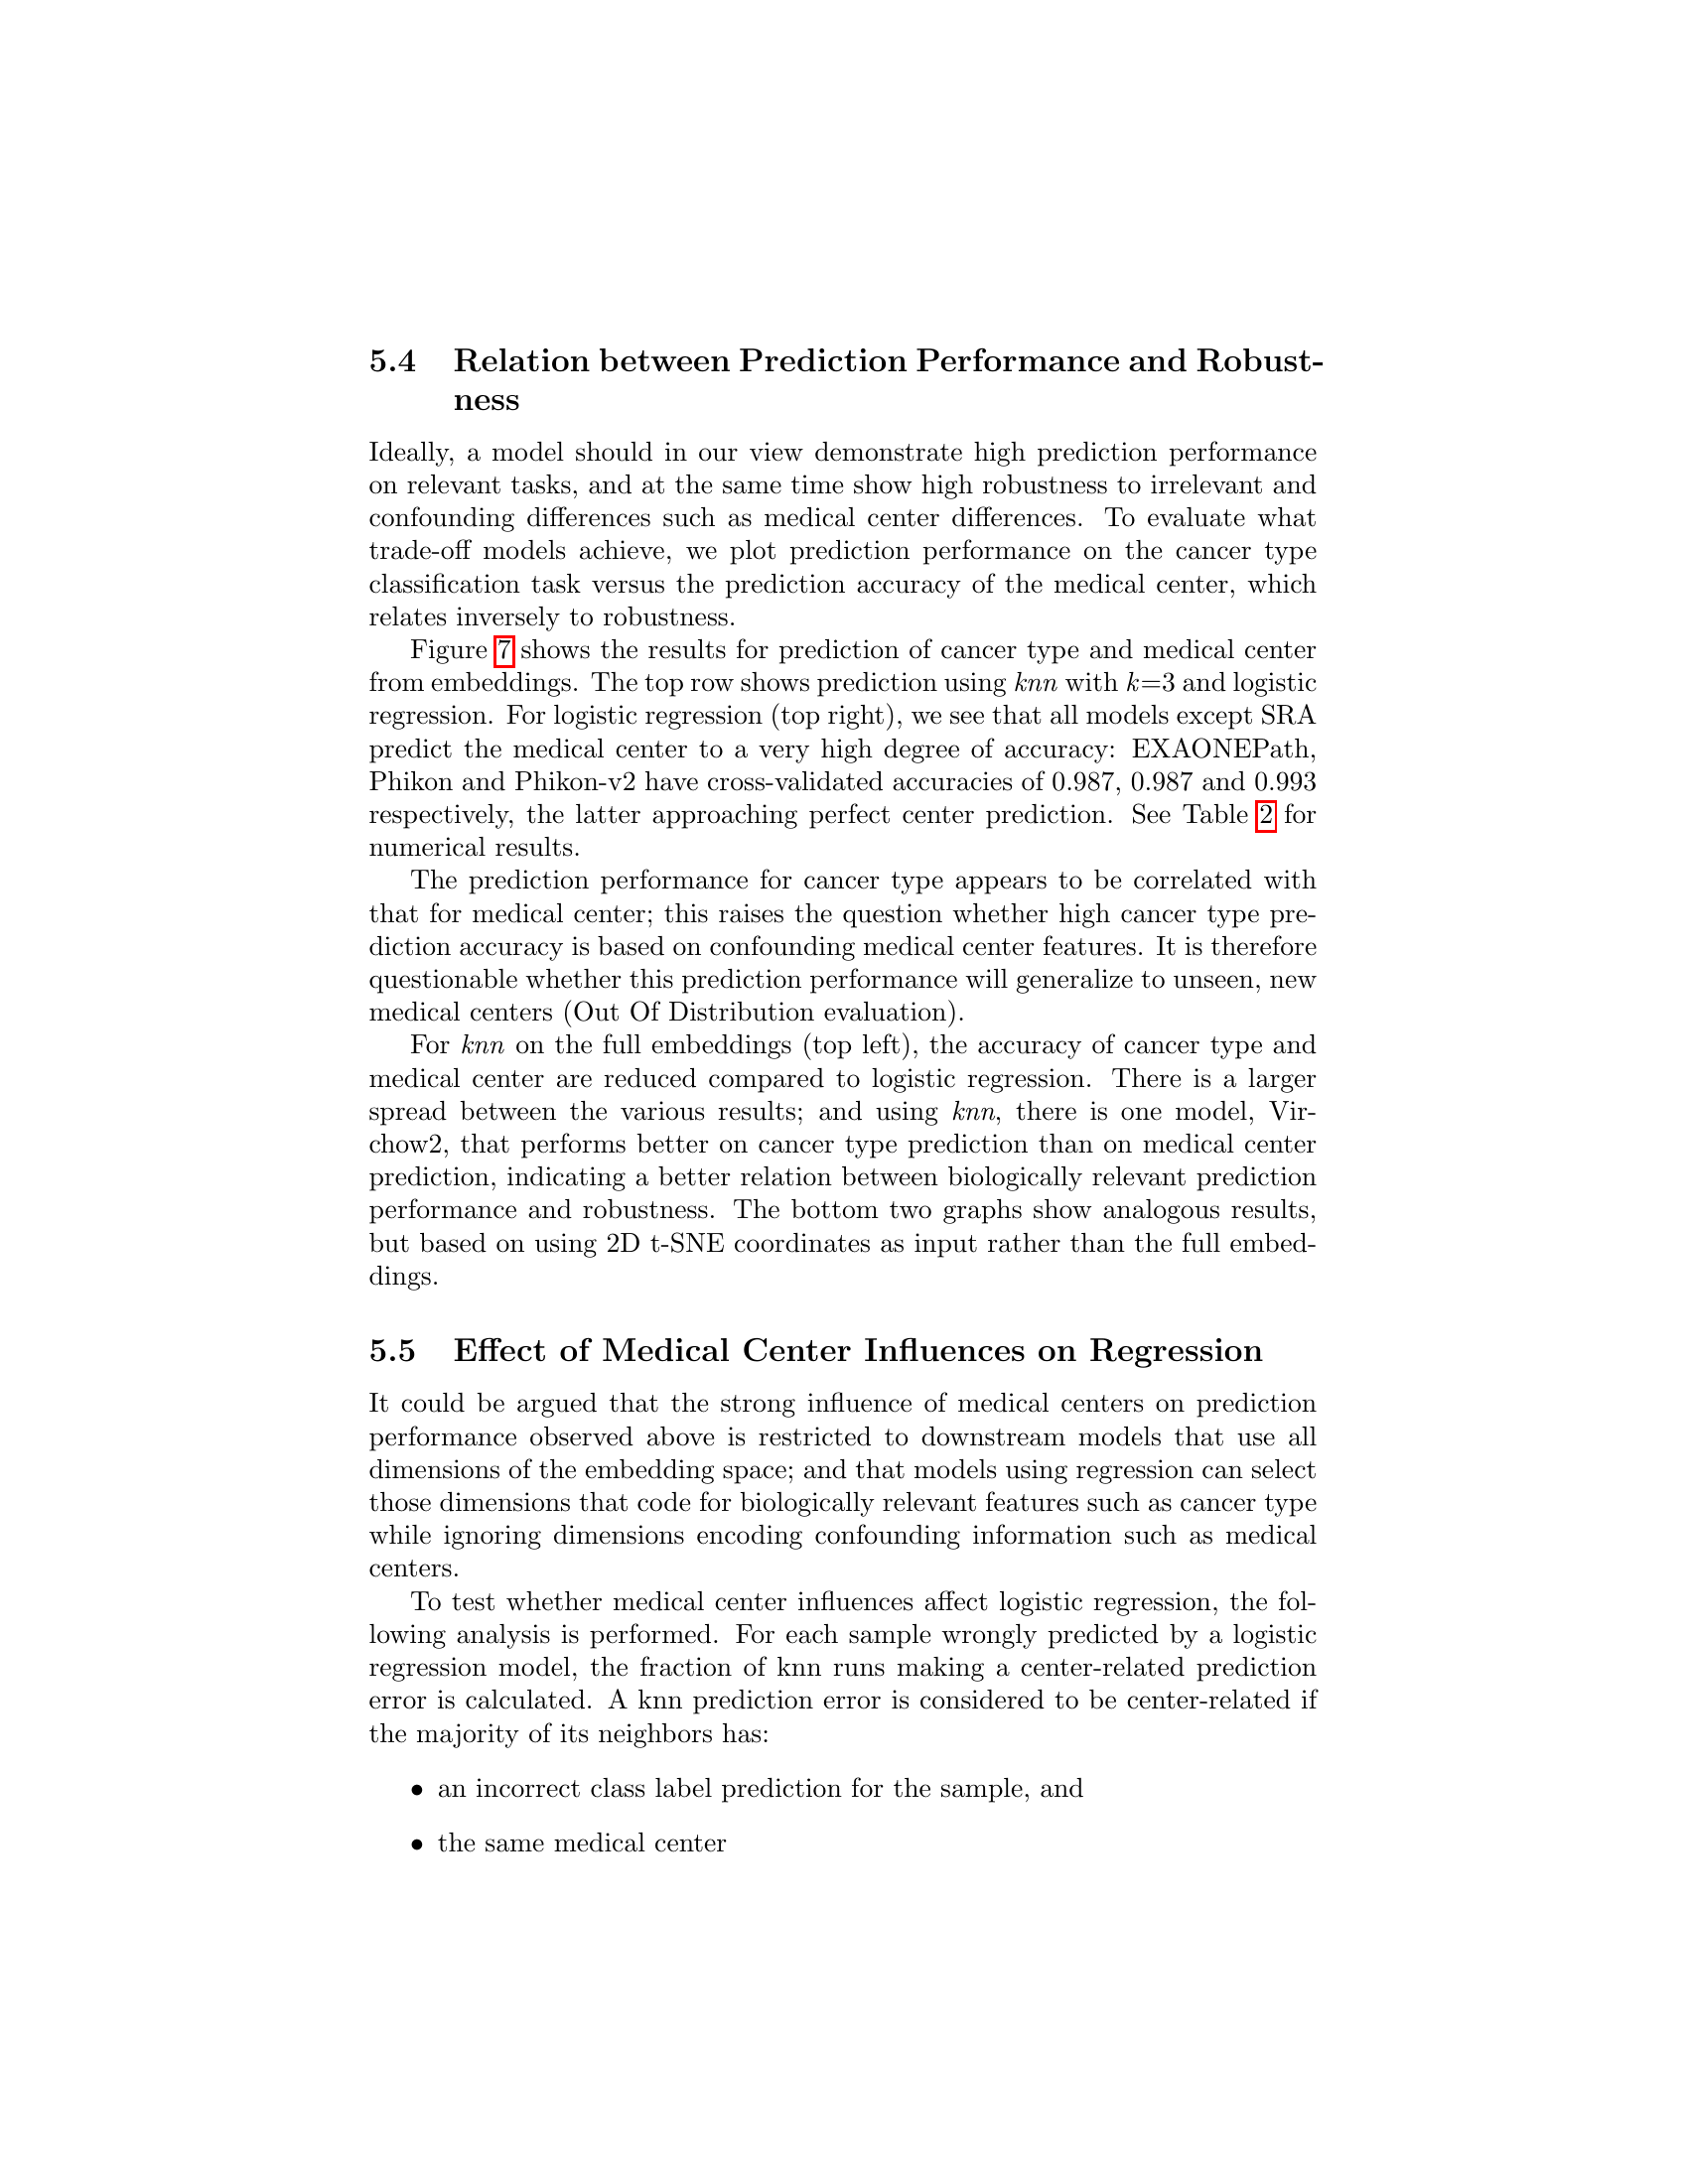 5.4 Relation between Prediction Performance and Robust-
ness
Ideally, a model should in our view demonstrate high prediction performance
on relevant tasks, and at the same time show high robustness to irrelevant and
confounding differences such as medical center differences. To evaluate what
trade-off models achieve, we plot prediction performance on the cancer type
classification task versus the prediction accuracy of the medical center, which
relates inversely to robustness.
Figure 7 shows the results for prediction of cancer type and medical center
from embeddings. The top row shows prediction using knn with k=3 and logistic
regression. For logistic regression (top right), we see that all models except SRA
predict the medical center to a very high degree of accuracy: EXAONEPath,
Phikon and Phikon-v2 have cross-validated accuracies of 0.987, 0.987 and 0.993
respectively, the latter approaching perfect center prediction. See Table 2 for
numerical results.
The prediction performance for cancer type appears to be correlated with
that for medical center; this raises the question whether high cancer type pre-
diction accuracy is based on confounding medical center features. It is therefore
questionable whether this prediction performance will generalize to unseen, new
medical centers (Out Of Distribution evaluation).
For knn on the full embeddings (top left), the accuracy of cancer type and
medical center are reduced compared to logistic regression. There is a larger
spread between the various results; and using knn, there is one model, Vir-
chow2, that performs better on cancer type prediction than on medical center
prediction, indicating a better relation between biologically relevant prediction
performance and robustness. The bottom two graphs show analogous results,
but based on using 2D t-SNE coordinates as input rather than the full embed-
dings.
5.5 Effect of Medical Center Influences on Regression
It could be argued that the strong influence of medical centers on prediction
performance observed above is restricted to downstream models that use all
dimensions of the embedding space; and that models using regression can select
those dimensions that code for biologically relevant features such as cancer type
while ignoring dimensions encoding confounding information such as medical
centers.
To test whether medical center influences affect logistic regression, the fol-
lowing analysis is performed. For each sample wrongly predicted by a logistic
regression model, the fraction of knn runs making a center-related prediction
error is calculated. A knn prediction error is considered to be center-related if
the majority of its neighbors has:
• an incorrect class label prediction for the sample, and
• the same medical center